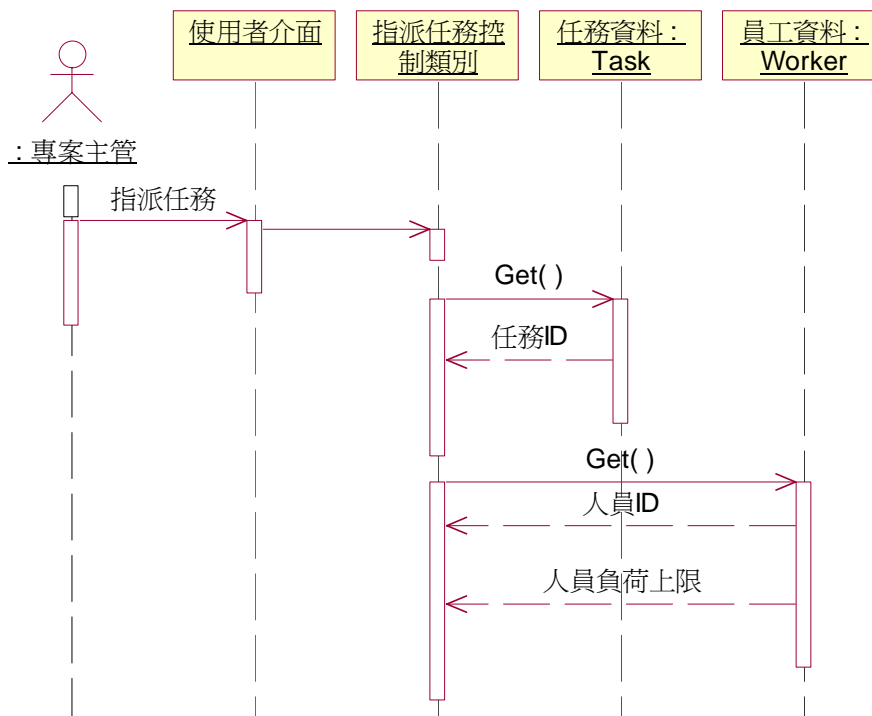 使用者介面
指派任務控
制類別
任務資料 :
Task
員工資料 :
Worker
: 專案主管
指派任務
Get( )
任務ID
Get( )
人員ID
人員負荷上限